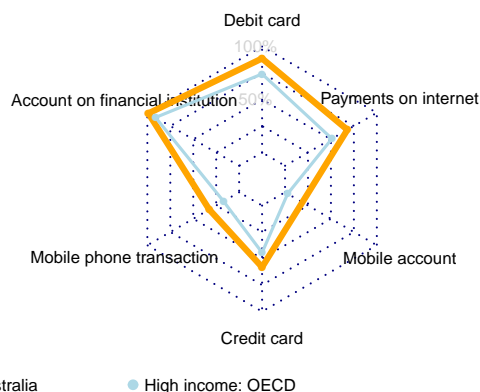 Debit card
100%
Payments on internet
Account on financial institution
50%
Mobile phone transaction
Mobile account
Credit card
stralia
High income: OECD